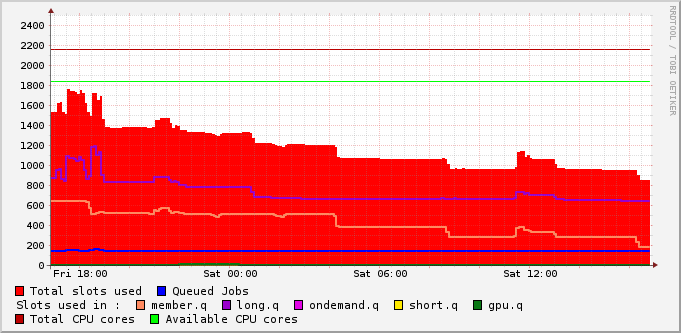 2400
2200
2000
1800
1600
1400
1200
1000
800
600
400
200
0
Fri 18:00 Sat 00:00 Sat 06:00 Sat 12:00
RRDTOOL / TOBI OETIKER
Total slots used Queued Jobs
Slots used in : member.q long.q ondemand.q short.q gpu.q
Total CPU cores Available CPU cores